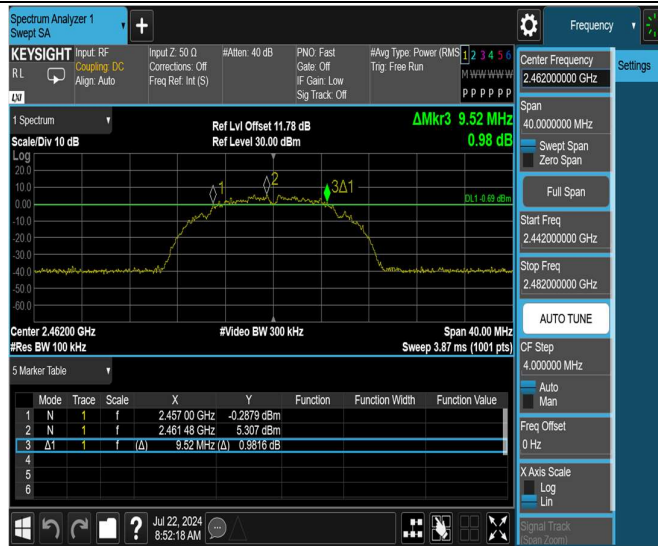 Spectrum Analyzer 1
Swept SA
+
Frequency
KEYSIGHT
R L
LXI
Input: RF
Coupling: DC
Align: Auto
Input Z: 50 Ω
Corrections: Off
Freq Ref: Int (S)
#Atten: 40 dB
PNO: Fast
Gate: Off
IF Gain: Low
Sig Track: Off
#Avg Type: Power (RMS
Trig: Free Run
1 2 3 4 5 6
M W W W W W
P P P P P P
1 Spectrum
Scale/Div 10 dB
Ref Lvl Offset 11.78 dB
Ref Level 30.00 dBm
ΔMkr3 9.52 MHz
0.98 dB
Log
20.0
10.0
0.00
-10.0
-20.0
-30.0
-40.0
-50.0
-60.0
1
2
3Δ1
DL1 -0.69 dBm
Center 2.46200 GHz
#Video BW 300 kHz
Span 40.00 MHz
#Res BW 100 kHz
Sweep 3.87 ms (1001 pts)
5 Marker Table
Mode Trace Scale X Y Function Function Width Function Value
1 N 1 f 2.457 00 GHz -0.2879 dBm
2 N 1 f 2.461 48 GHz 5.307 dBm
3 Δ1 1 f (Δ) 9.52 MHz (Δ) 0.9816 dB
4
5
6
Jul 22, 2024
8:52:18 AM
Center Frequency
2.462000000 GHz
Settings
Span
40.0000000 MHz
Swept Span
Zero Span
Full Span
Start Freq
2.442000000 GHz
Stop Freq
2.482000000 GHz
AUTO TUNE
CF Step
4.000000 MHz
Auto
Man
Freq Offset
0 Hz
X Axis Scale
Log
Lin
Signal Track
(Span Zoom)